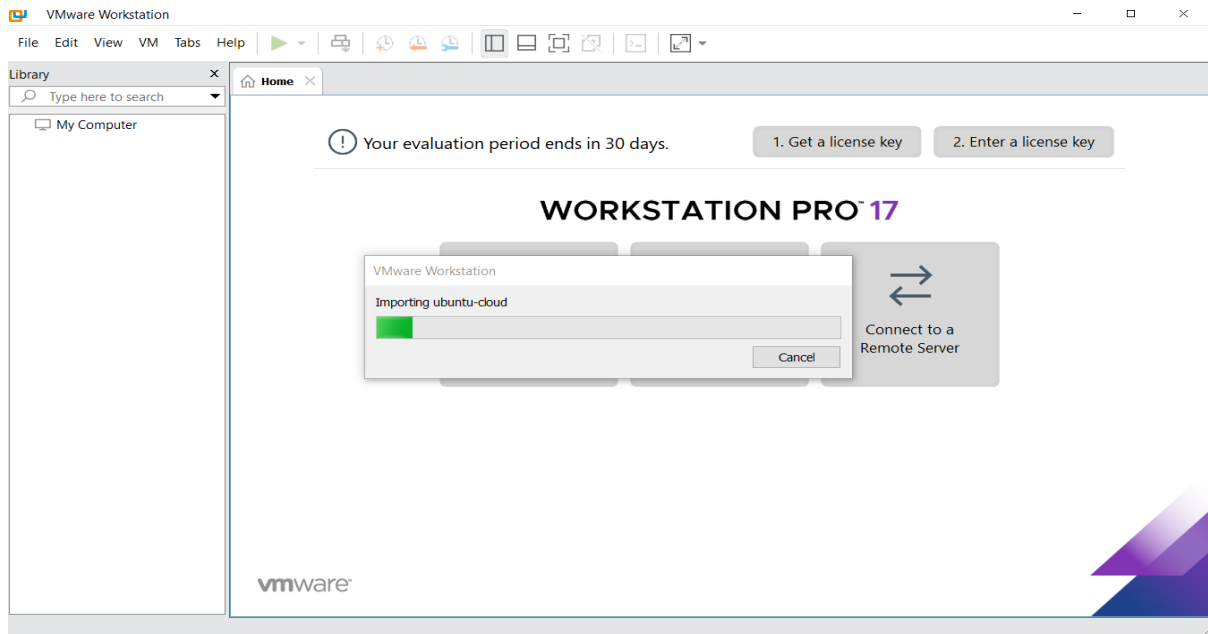 VMware Workstation
File Edit View VM Tabs Help
Library
Home
Type here to search
My Computer
Your evaluation period ends in 30 days.
1. Get a license key
2. Enter a license key
WORKSTATION PRO™ 17
VMware Workstation
Importing ubuntu-cloud
Cancel
Connect to a
Remote Server
vmware®